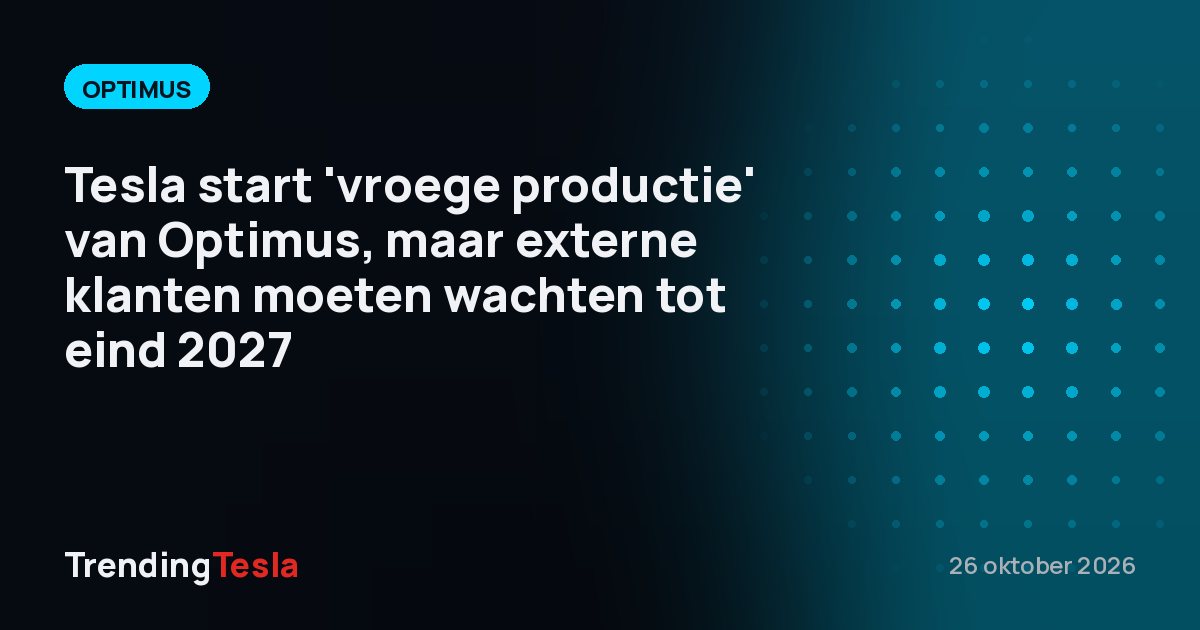 OPTIMUS
Tesla start 'vroege productie'
van Optimus, maar externe
klanten moeten wachten tot
eind 2027
TrendingTesla
26 oktober 2026